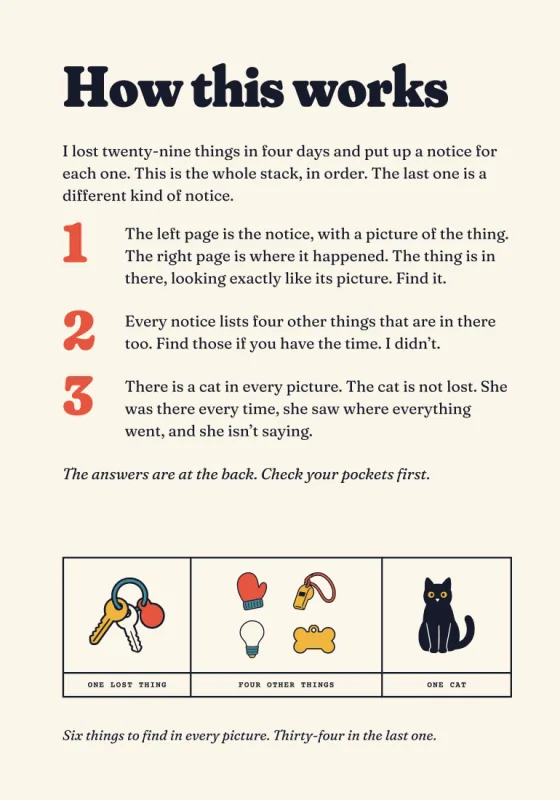 How this works
I lost twenty-nine things in four days and put up a notice for
each one. This is the whole stack, in order. The last one is a
different kind of notice.
1
The left page is the notice, with a picture of the thing.
The right page is where it happened. The thing is in
there, looking exactly like its picture. Find it.
2
Every notice lists four other things that are in there
too. Find those if you have the time. I didn’t.
3
There is a cat in every picture. The cat is not lost. She
was there every time, she saw where everything
went, and she isn’t saying.
The answers are at the back. Check your pockets first.
ONE LOST THING
FOUR OTHER THINGS
ONE CAT
Six things to find in every picture. Thirty-four in the last one.